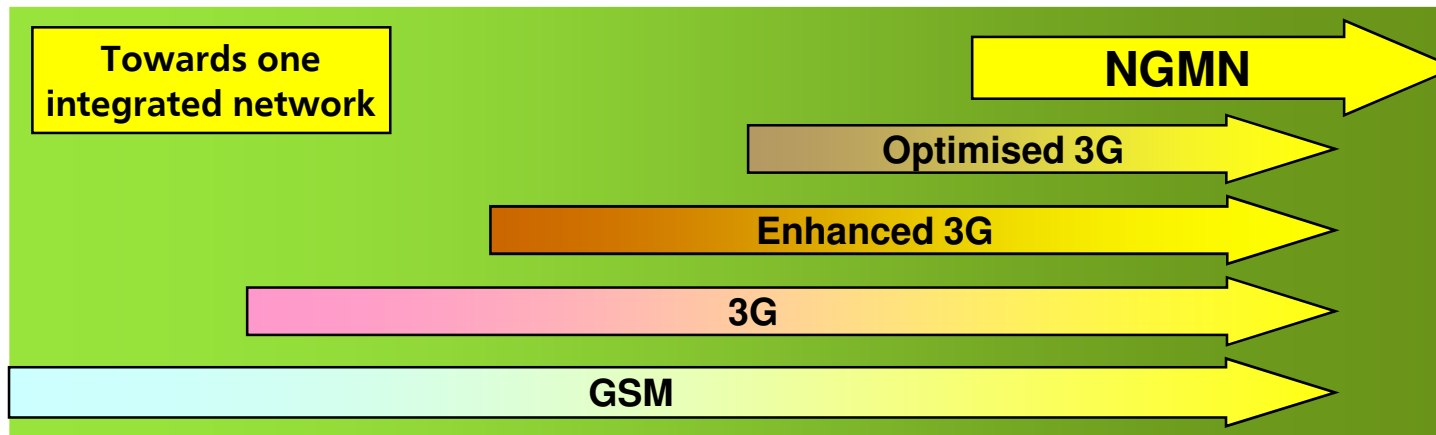 Towards one
integrated network
NGMN
Optimised 3G
Enhanced 3G
3G
GSM